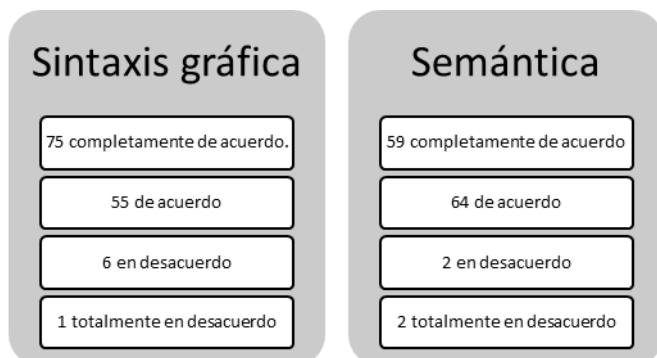 Sintaxis gráfica
75 completamente de acuerdo.
55 de acuerdo
6 en desacuerdo
1 totalmente en desacuerdo
Semántica
59 completamente de acuerdo
64 de acuerdo
2 en desacuerdo
2 totalmente en desacuerdo